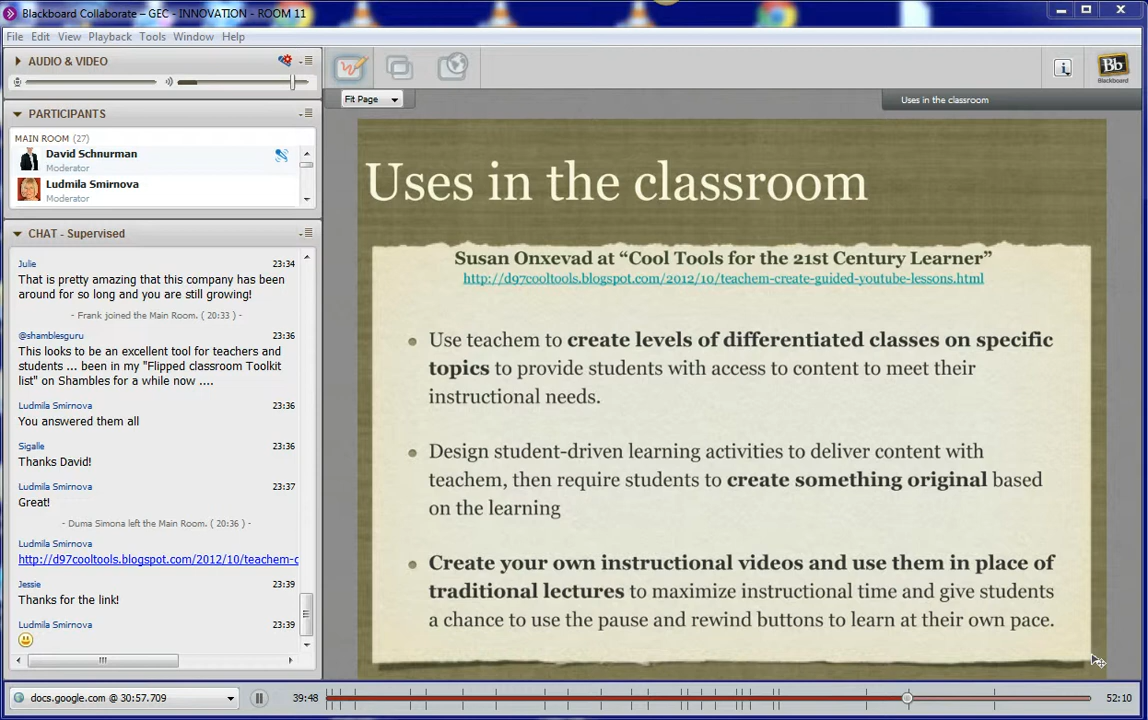 Blackboard Collaborate – GEC - INNOVATION - ROOM 11
File Edit View Playback Tools Window Help
AUDIO & VIDEO
PARTICIPANTS
MAIN ROOM (27)
David Schnurman
Moderator
Ludmila Smirnova
Moderator
CHAT - Supervised
Julie 23:34
That is pretty amazing that this company has been
around for so long and you are still growing!
- Frank joined the Main Room. ( 20:33 ) -
@shamblesguru 23:36
This looks to be an excellent tool for teachers and
students ... been in my "Flipped classroom Toolkit
list" on Shambles for a while now ....
Ludmila Smirnova 23:36
You answered them all
Sigalle 23:36
Thanks David!
Ludmila Smirnova 23:37
Great!
- Duma Simona left the Main Room. ( 20:36 ) -
Ludmila Smirnova
http://d97cooltools.blogspot.com/2012/10/teachem-c
Jessie 23:39
Thanks for the link!
Ludmila Smirnova 23:39
docs.google.com @ 30:57.709
Fit Page
Bb
Blackboard
Uses in the classroom
Uses in the classroom
Susan Onxevad at “Cool Tools for the 21st Century Learner”
http://d97cooltools.blogspot.com/2012/10/teachem-create-guided-youtube-lessons.html
Use teachem to create levels of differentiated classes on specific
topics to provide students with access to content to meet their
instructional needs.
Design student-driven learning activities to deliver content with
teachem, then require students to create something original based
on the learning
Create your own instructional videos and use them in place of
traditional lectures to maximize instructional time and give students
a chance to use the pause and rewind buttons to learn at their own pace.
39:48
52:10